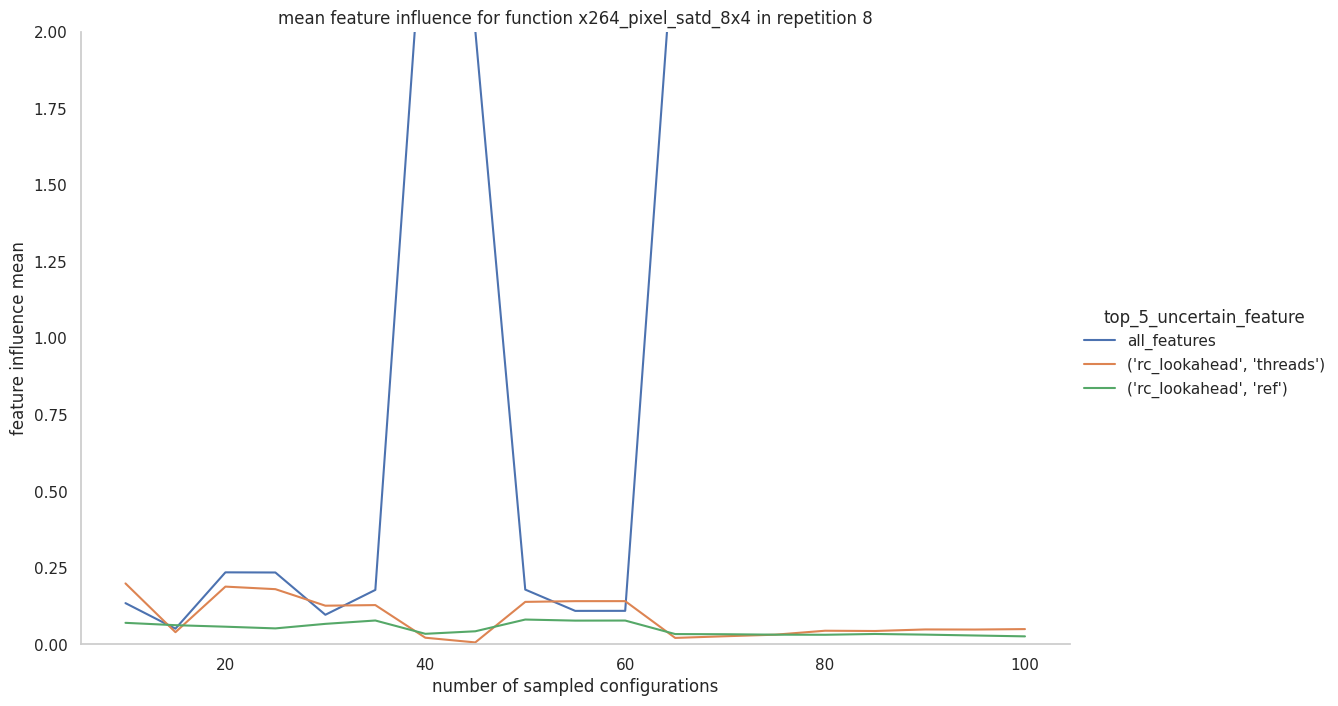 mean feature influence for function x264_pixel_satd_8x4 in repetition 8
2.00
1.75
1.50
1.25
1.00
0.75
0.50
0.25
0.00
feature influence mean
20
40
60
80
100
number of sampled configurations
top_5_uncertain_feature
all_features
('rc_lookahead', 'threads')
('rc_lookahead', 'ref')